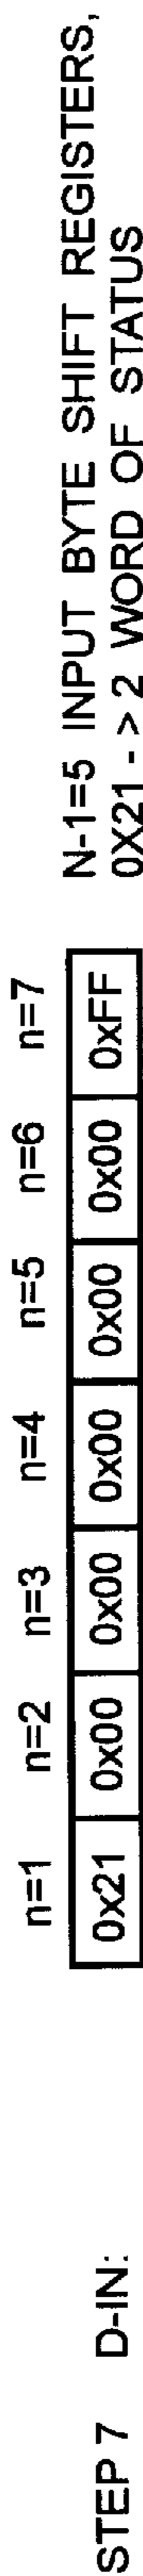 n=1 n=2 n=3 n=4 n=5 n=6 n=7
STEP 7 D-IN: 0x21 0x00 0x00 0x00 0x00 0x00 0xFF
N-1=5 INPUT BYTE SHIFT REGISTERS,
0X21 - > 2 WORD OF STATUS